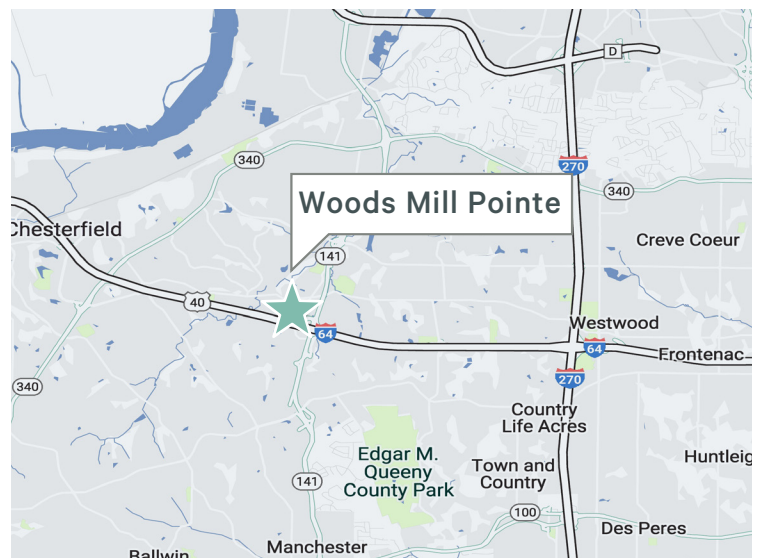 D
270
340
340
Woods Mill Pointe
Chesterfield
141
Creve Coeur
40
64
Westwood
64
Frontenac
270
340
Country
Life Acres
Edgar M.
Queeny
County Park
Town and
Country
Huntleig
141
100
Des Peres
Manchester
Ballwin